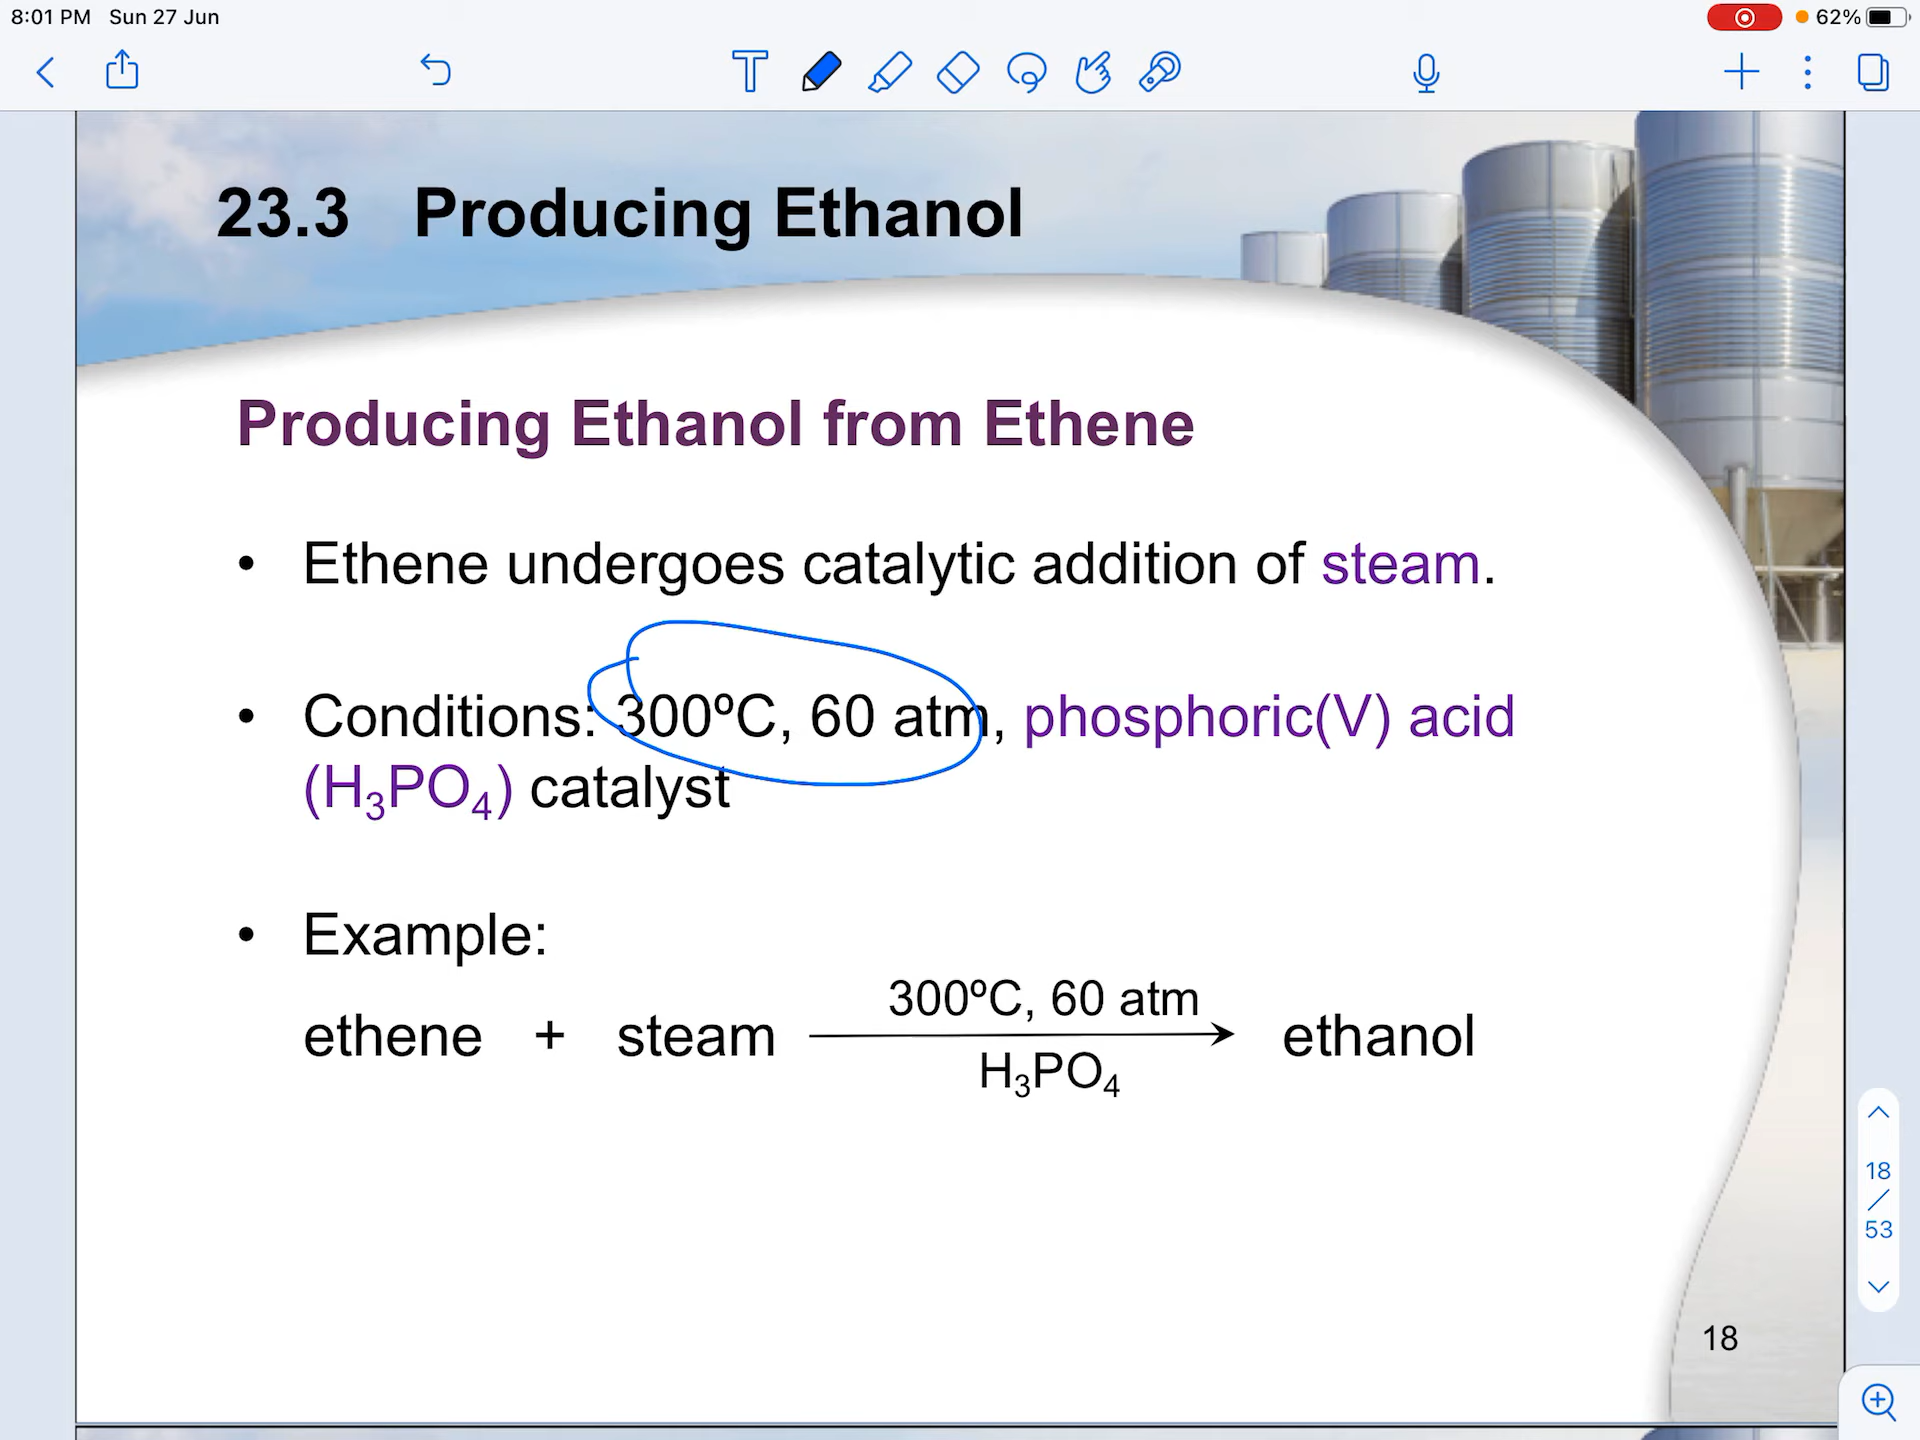 8:01 PM Sun 27 Jun
62%
23.3 Producing Ethanol
Producing Ethanol from Ethene
• Ethene undergoes catalytic addition of steam.
• Conditions: 300ºC, 60 atm, phosphoric(V) acid
(H₃PO₄) catalyst
• Example:
300ºC, 60 atm
ethene + steam ethanol
H₃PO₄
18
/
53
18